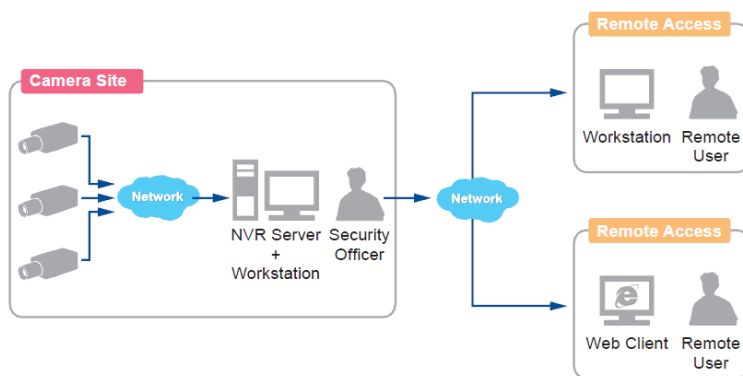 Camera Site
Network
NVR Server
+
Workstation
Security
Officer
Network
Remote Access
Workstation
Remote
User
Remote Access
Web Client
Remote
User